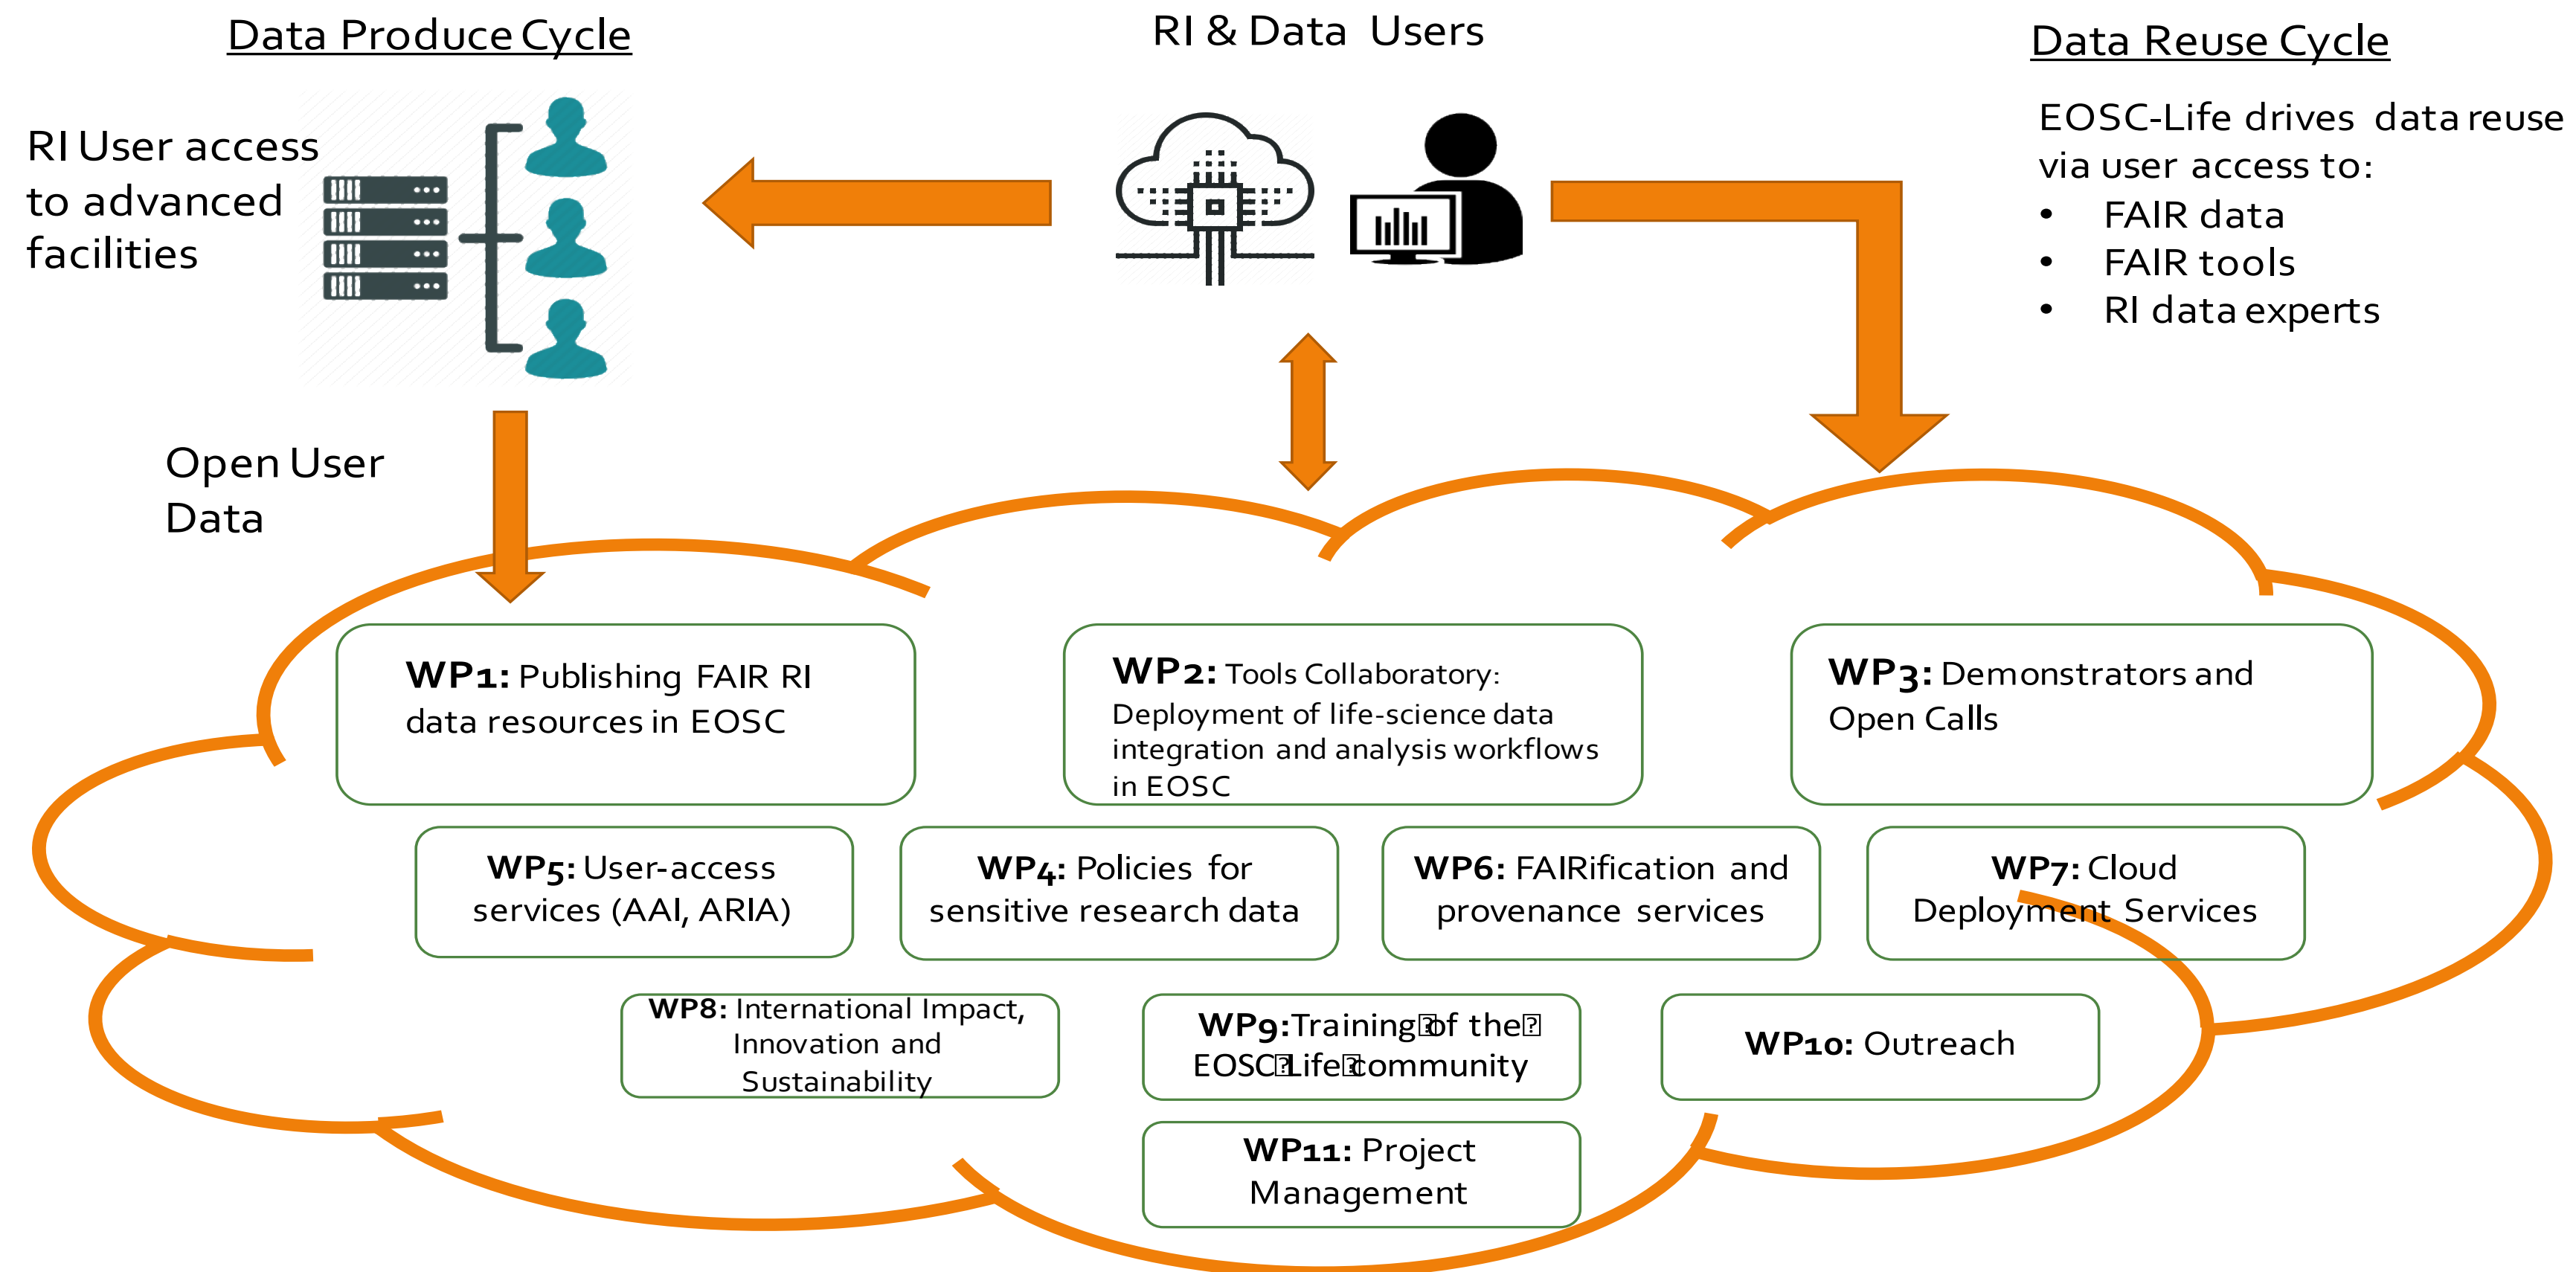 Data Produce Cycle
RI & Data Users
Data Reuse Cycle
RI User access
to advanced
facilities
EOSC-Life drives data reuse
via user access to:
• FAIR data
• FAIR tools
• RI data experts
Open User
Data
WP1: Publishing FAIR RI
data resources in EOSC
WP2: Tools Collaboratory:
Deployment of life-science data
integration and analysis workflows
in EOSC
WP3: Demonstrators and
Open Calls
WP5: User-access
services (AAI, ARIA)
WP4: Policies for
sensitive research data
WP6: FAIRification and
provenance services
WP7: Cloud
Deployment Services
WP8: International Impact,
Innovation and
Sustainability
WP9:Training⍰of the⍰
EOSC⍰Life⍰community
WP10: Outreach
WP11: Project
Management